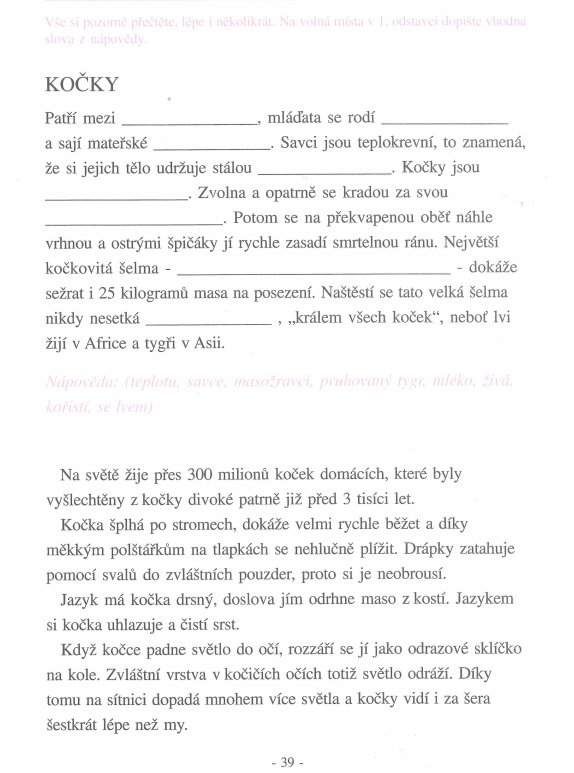 Vše si pozorně přečtěte, lépe i několikrát. Na volná místa v 1. odstavci dopište vhodná
slova z nápovědy.
KOČKY
Patří mezi ________________, mláďata se rodí ________________
a sají mateřské ________________. Savci jsou teplokrevní, to znamená,
že si jejich tělo udržuje stálou ________________. Kočky jsou
________________. Zvolna a opatrně se kradou za svou
________________. Potom se na překvapenou oběť náhle
vrhnou a ostrými špičáky jí rychle zasadí smrtelnou ránu. Největší
kočkovitá šelma - ________________ - dokáže
sežrat i 25 kilogramů masa na posezení. Naštěstí se tato velká šelma
nikdy nesetká ________________ , „králem všech koček“, neboť lvi
žijí v Africe a tygři v Asii.
Nápověda: (teplotu, savce, masožravci, pruhovaný tygr, mléko, živá,
kořistí, se lvem)
Na světě žije přes 300 milionů koček domácích, které byly
vyšlechtěny z kočky divoké patrně již před 3 tisíci let.
Kočka šplhá po stromech, dokáže velmi rychle běžet a díky
měkkým polštářkům na tlapkách se nehlučně plížit. Drápky zatahuje
pomocí svalů do zvláštních pouzder, proto si je neobrousí.
Jazyk má kočka drsný, doslova jím odrhne maso z kostí. Jazykem
si kočka uhlazuje a čistí srst.
Když kočce padne světlo do očí, rozzáří se jí jako odrazové sklíčko
na kole. Zvláštní vrstva v kočičích očích totiž světlo odráží. Díky
tomu na sítnici dopadá mnohem více světla a kočky vidí i za šera
šestkrát lépe než my.
- 39 -